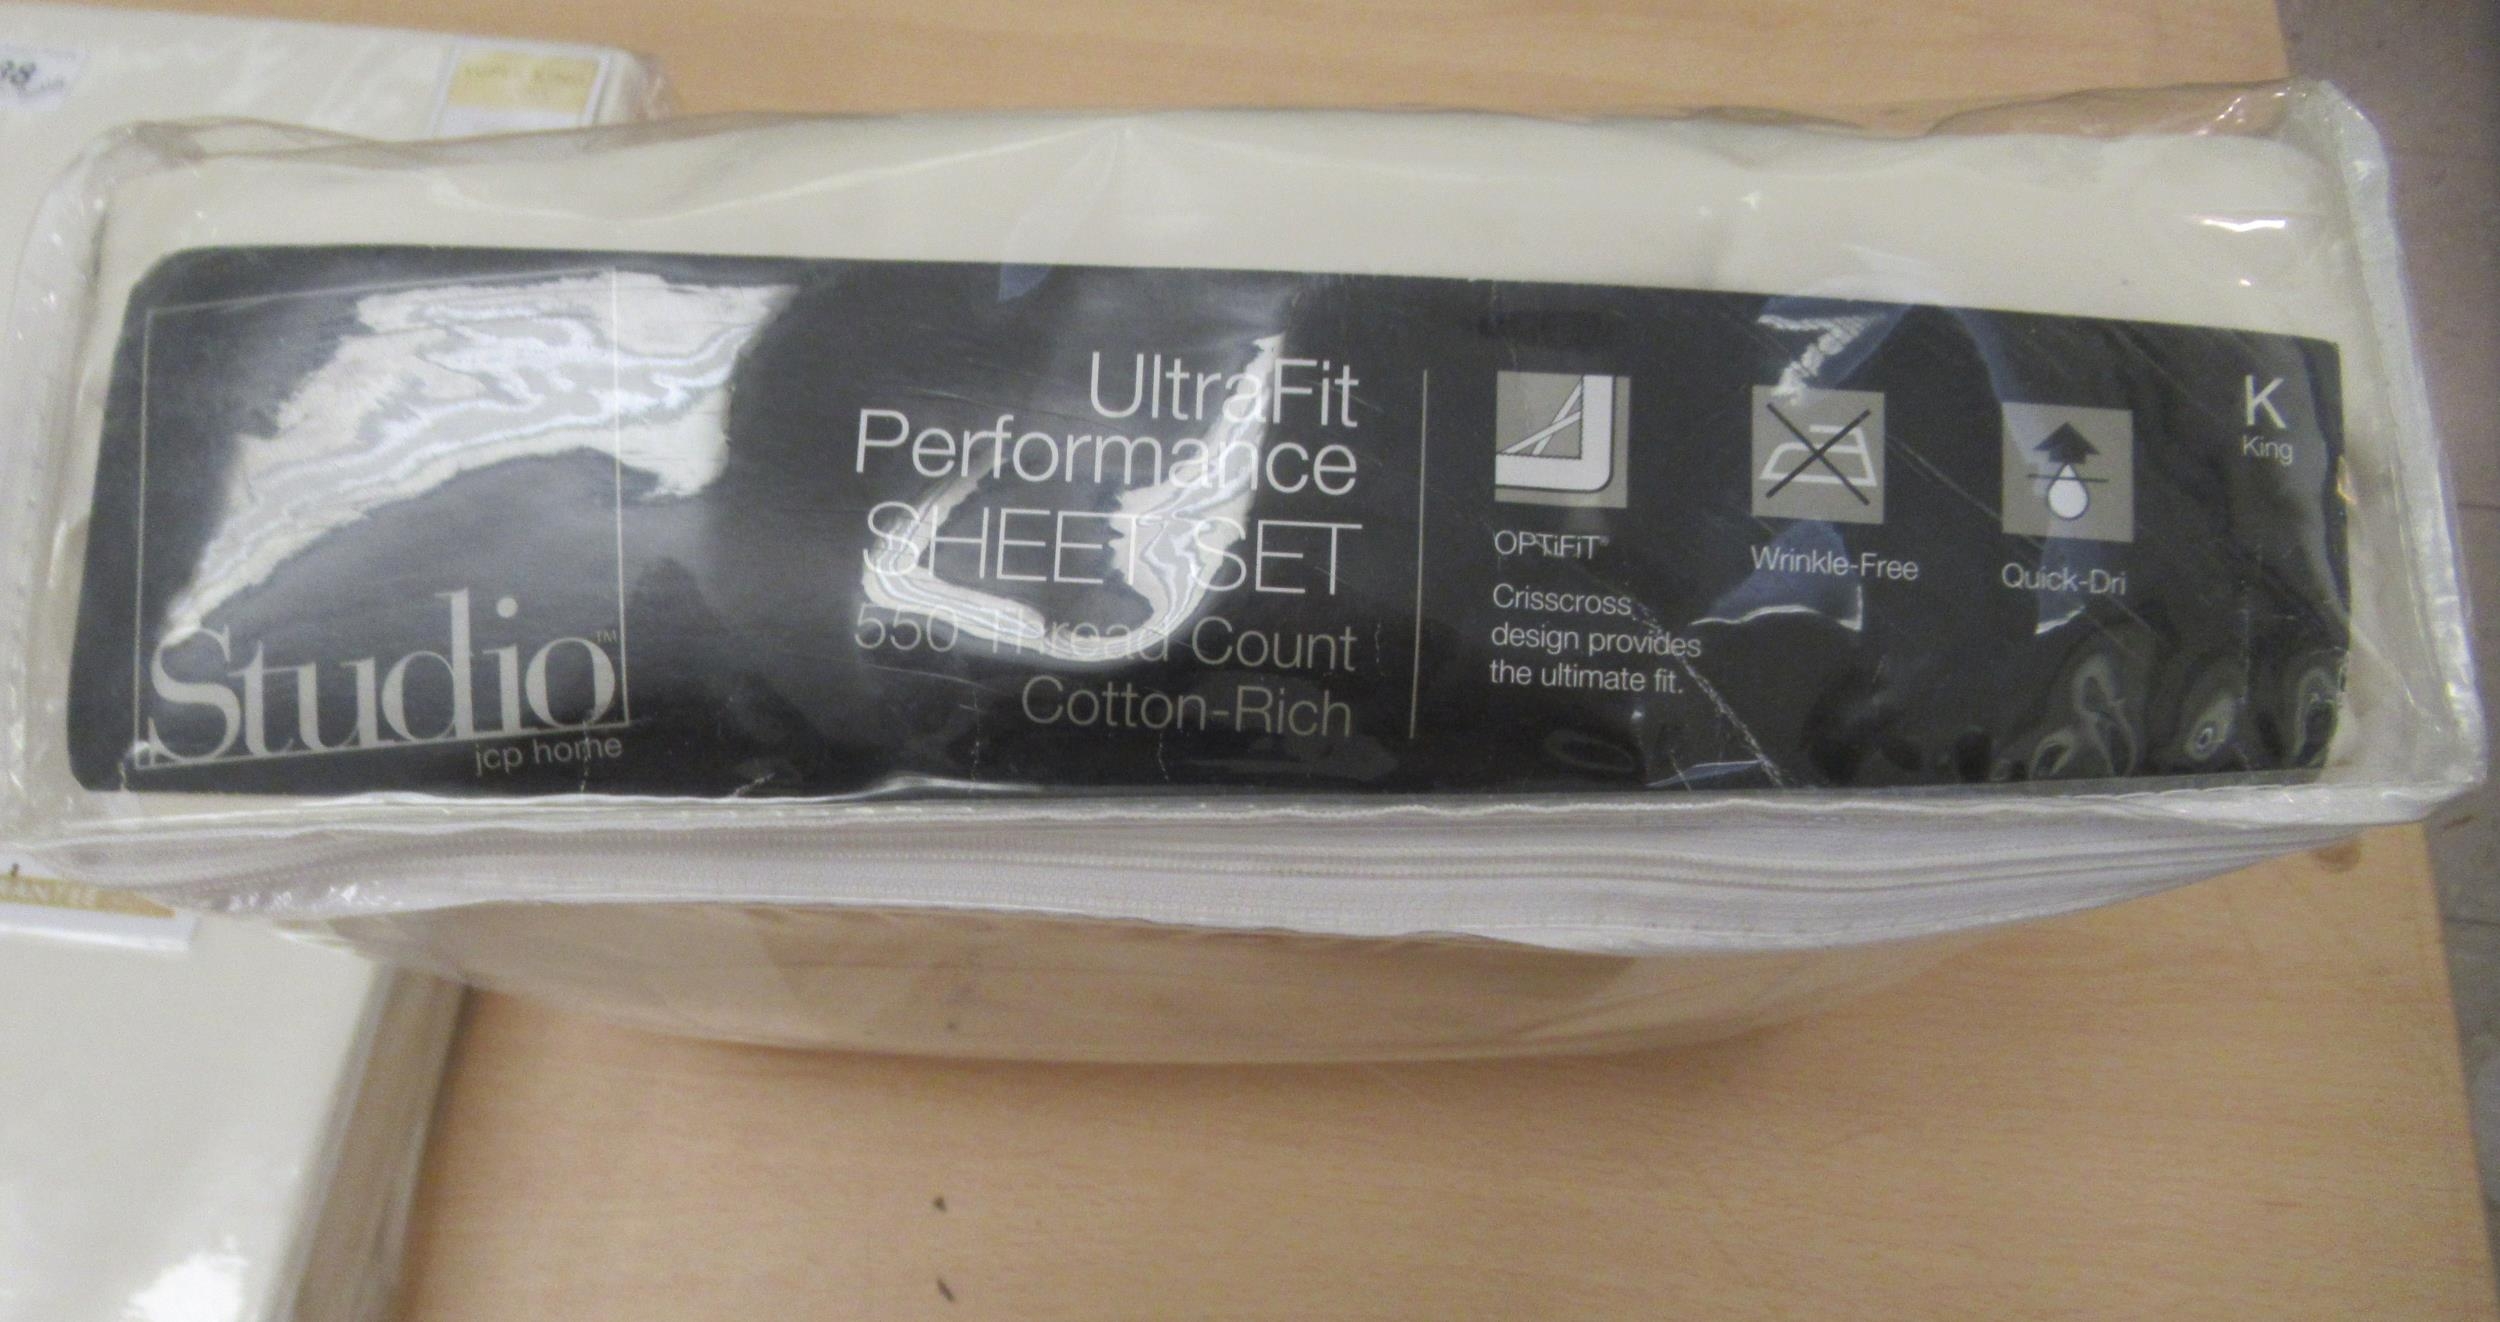 Studio™
jcp home
UltraFit
Performance
SHEET SET
550 Thread Count
Cotton-Rich
OPTiFiT®
Crisscross
design provides
the ultimate fit.
Wrinkle-Free
Quick-Dri
K
King